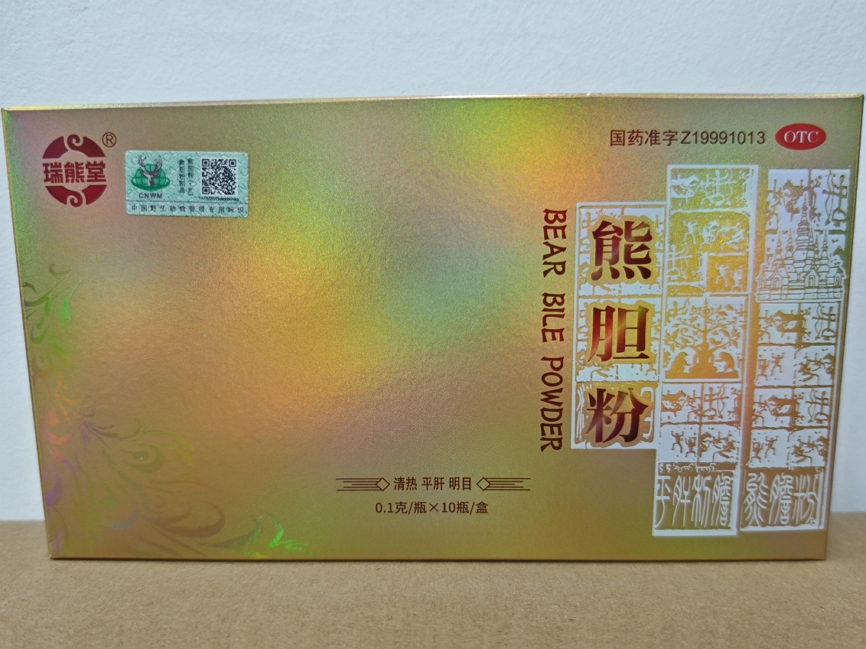 瑞熊堂®
CNWM
国药准字Z19991013
OTC
熊胆粉
BEAR BILE POWDER
清热 平肝 明目
0.1克/瓶×10瓶/盒